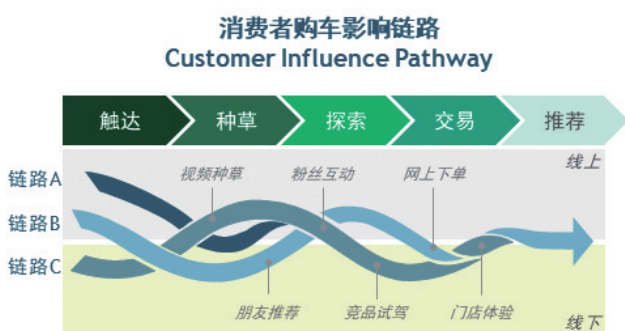 消费者购车影响链路
Customer Influence Pathway
触达 种草 探索 交易 推荐
线上
链路A 视频种草 粉丝互动 网上下单
链路B
链路C
朋友推荐 竞品试驾 门店体验
线下